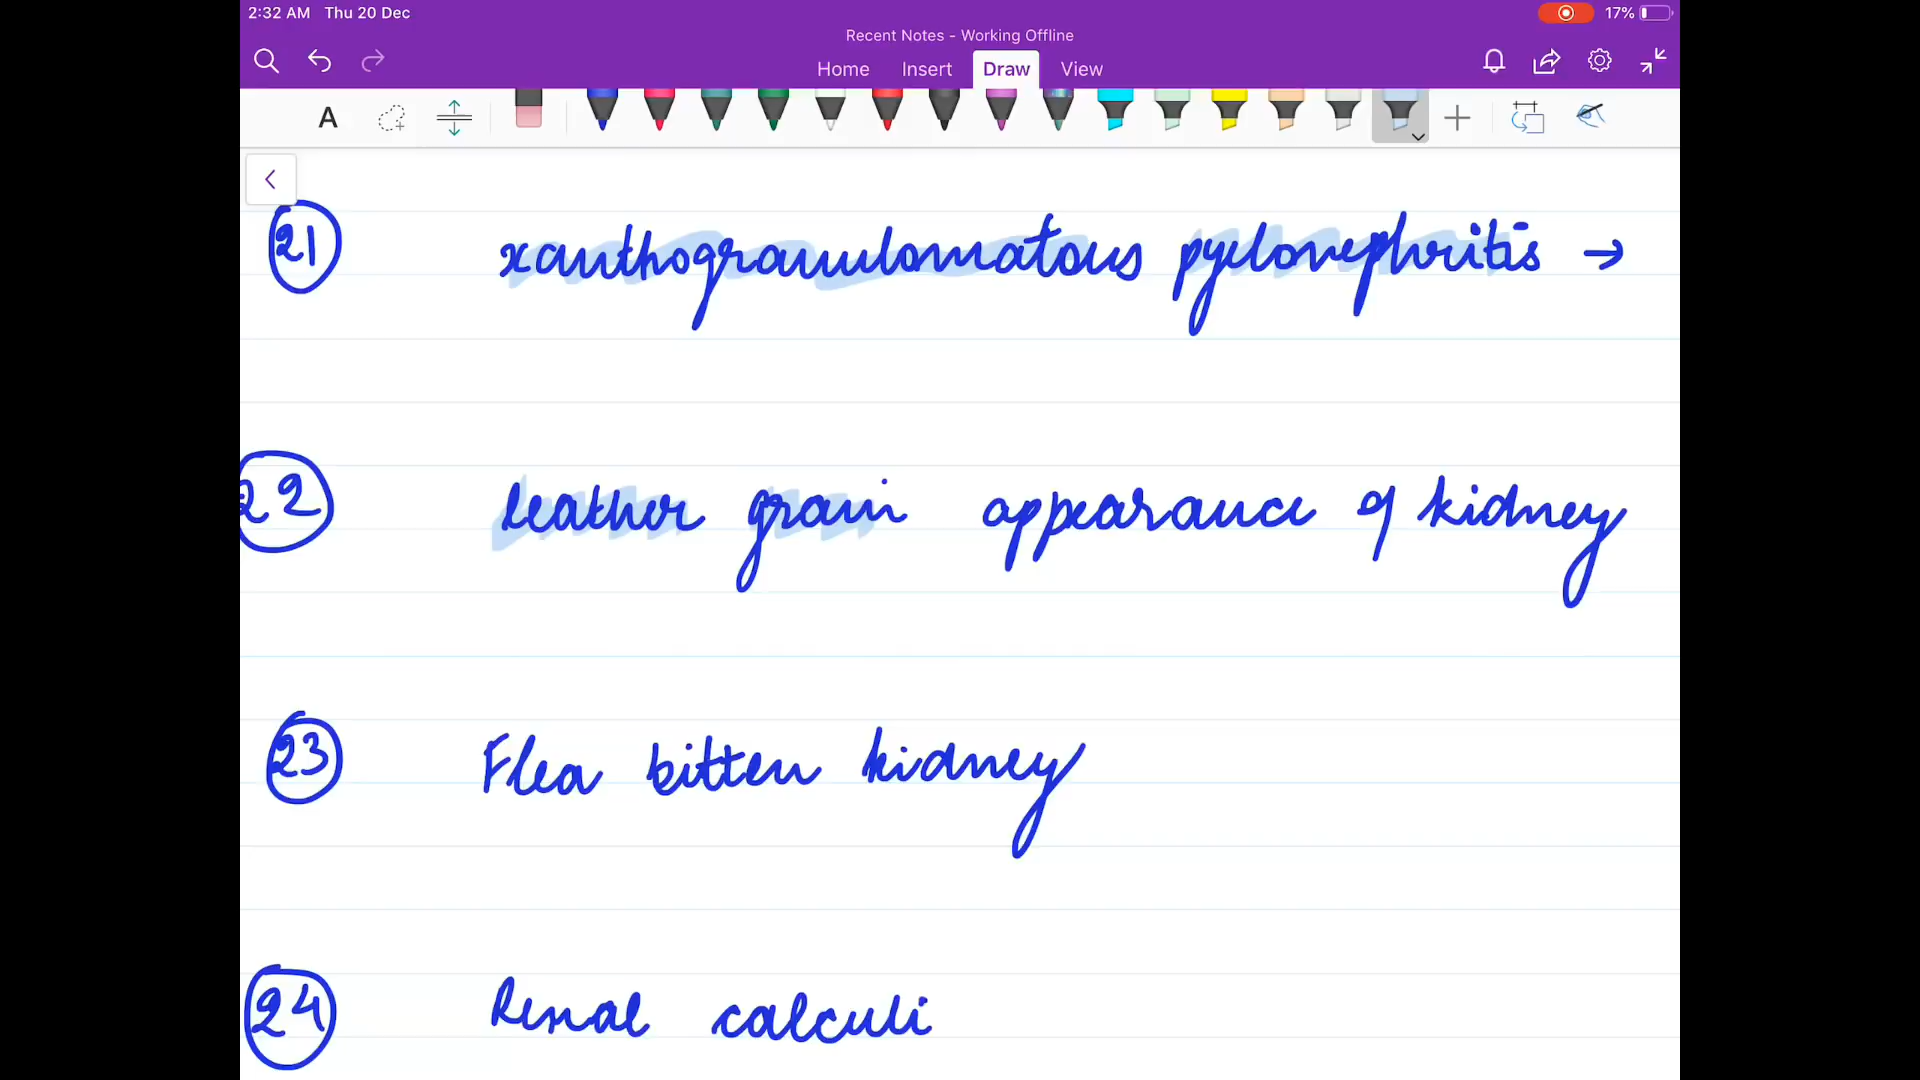 2:32 AM Thu 20 Dec
17%
Recent Notes - Working Offline
Home Insert Draw View
A
21 xanthogranulomatous pyelonephritis →
22 leather grain appearance of kidney
23 Flea bitten kidney
24 Renal calculi